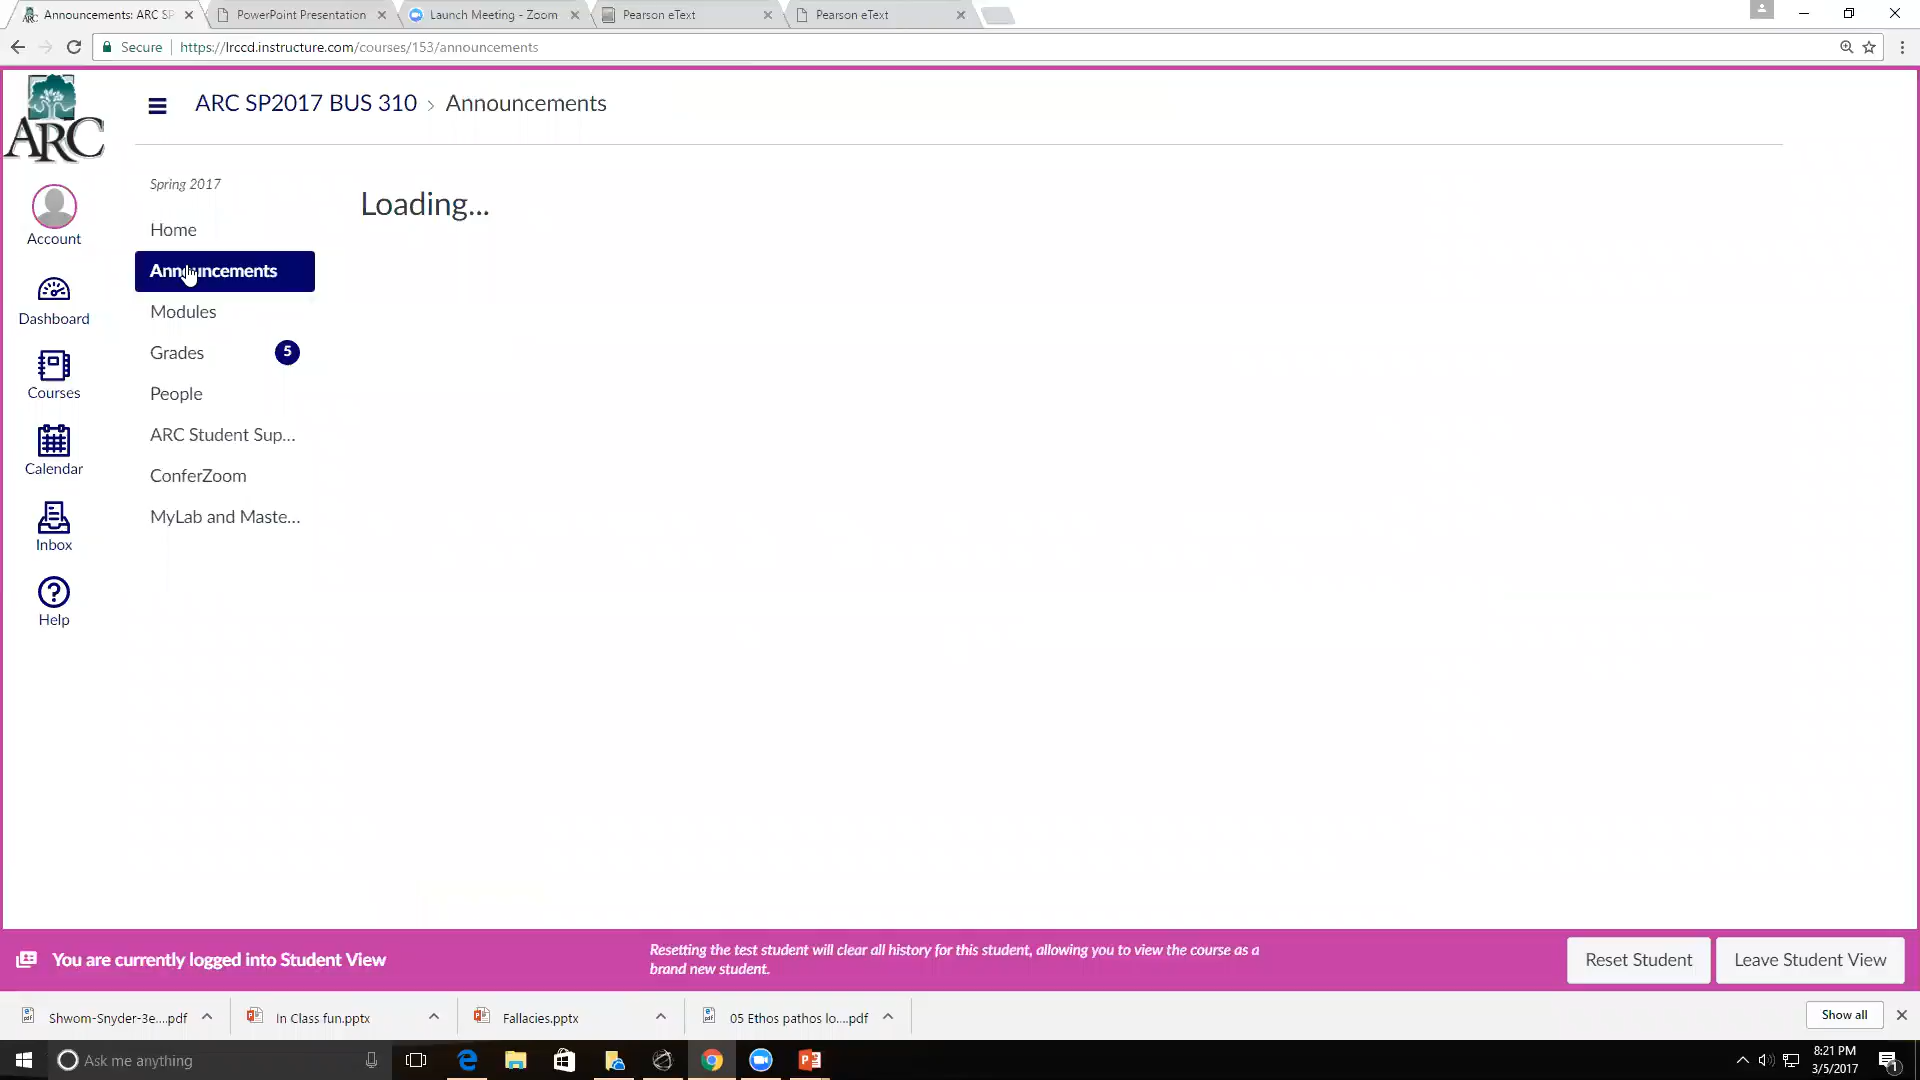 Announcements: ARC SP
PowerPoint Presentation
Launch Meeting - Zoom
Pearson eText
Pearson eText
Secure
https://lrccd.instructure.com/courses/153/announcements
ARC
ARC SP2017 BUS 310 › Announcements
Spring 2017
Loading...
Home
Announcements
Modules
Grades
5
People
ARC Student Sup...
ConferZoom
MyLab and Maste...
Account
Dashboard
Courses
Calendar
Inbox
Help
You are currently logged into Student View
Resetting the test student will clear all history for this student, allowing you to view the course as a
brand new student.
Reset Student
Leave Student View
Shwom-Snyder-3e....pdf
In Class fun.pptx
Fallacies.pptx
05 Ethos pathos lo....pdf
Show all
Ask me anything
8:21 PM
3/5/2017
1